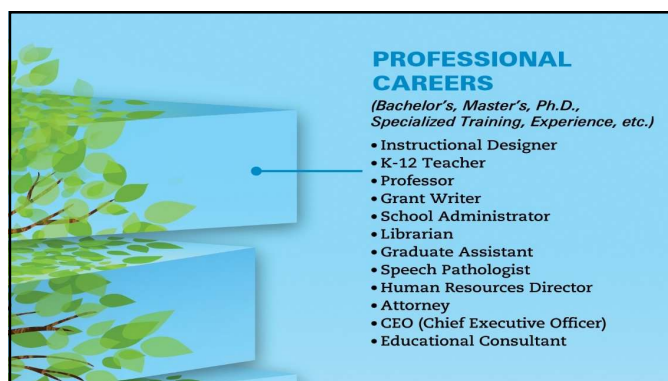 PROFESSIONAL
CAREERS
(Bachelor's, Master's, Ph.D.,
Specialized Training, Experience, etc.)
• Instructional Designer
• K-12 Teacher
• Professor
• Grant Writer
• School Administrator
• Librarian
• Graduate Assistant
• Speech Pathologist
• Human Resources Director
• Attorney
• CEO (Chief Executive Officer)
• Educational Consultant